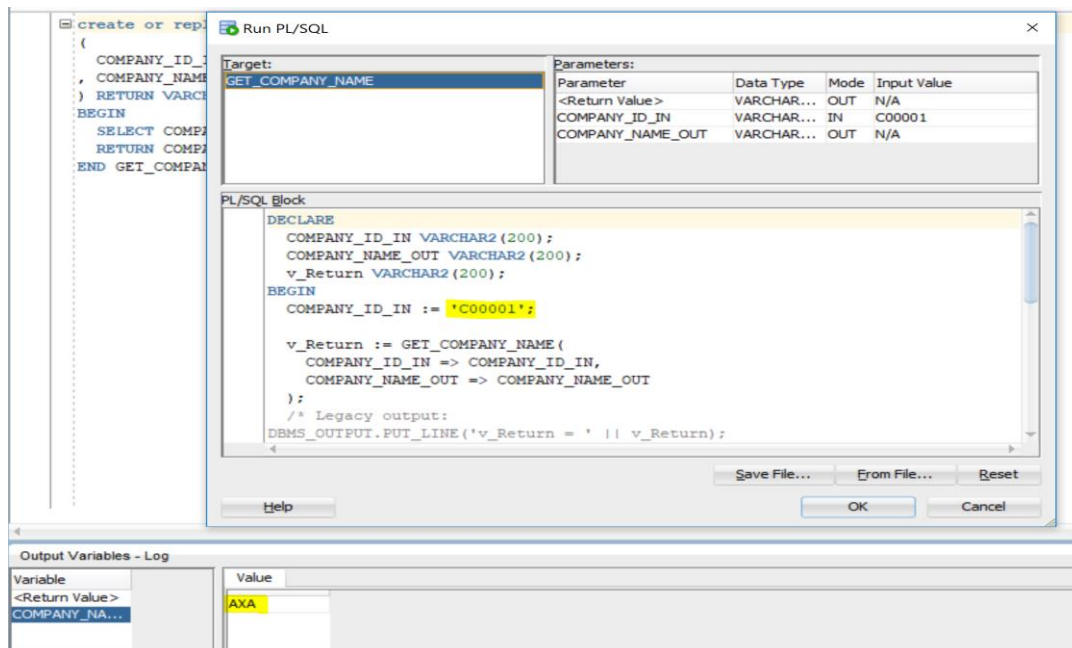 create or repl
(
COMPANY_ID_I
, COMPANY_NAME
) RETURN VARCH
BEGIN
SELECT COMPA
RETURN COMPA
END GET_COMPAN
Run PL/SQL
Target:
GET_COMPANY_NAME
Parameters:
Parameter Data Type Mode Input Value
<Return Value> VARCHAR... OUT N/A
COMPANY_ID_IN VARCHAR... IN C00001
COMPANY_NAME_OUT VARCHAR... OUT N/A
PL/SQL Block
DECLARE
COMPANY_ID_IN VARCHAR2(200);
COMPANY_NAME_OUT VARCHAR2(200);
v_Return VARCHAR2(200);
BEGIN
COMPANY_ID_IN := 'C00001';
v_Return := GET_COMPANY_NAME(
COMPANY_ID_IN => COMPANY_ID_IN,
COMPANY_NAME_OUT => COMPANY_NAME_OUT
);
/* Legacy output:
DBMS_OUTPUT.PUT_LINE('v_Return = ' || v_Return);
Save File... From File... Reset
Help OK Cancel
Output Variables - Log
Variable
<Return Value>
COMPANY_NA...
Value
AXA